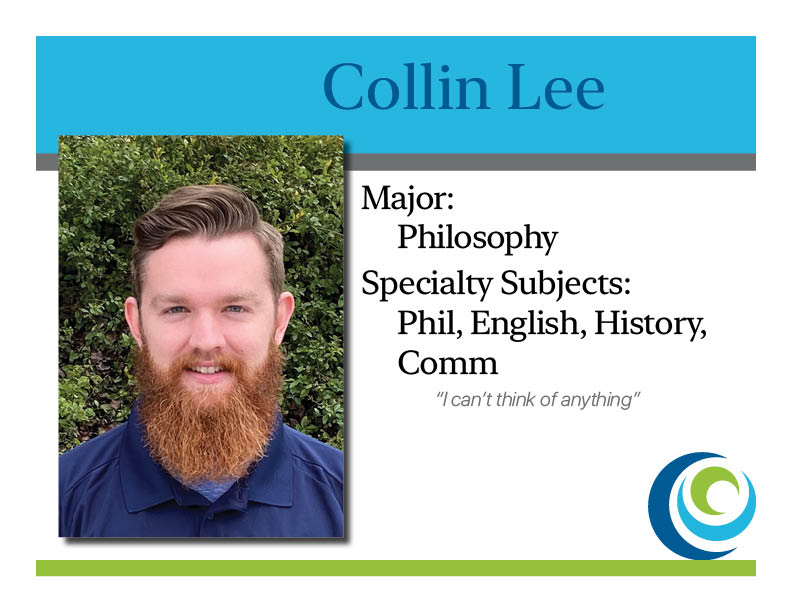 Collin Lee
Major:
Philosophy
Specialty Subjects:
Phil, English, History,
Comm
“I can’t think of anything”